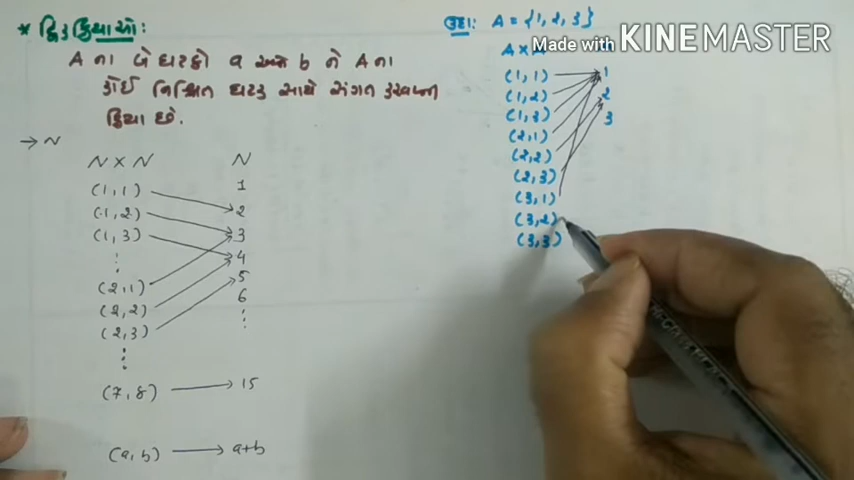 * દ્વિક્ક્રિયાઓ:
A ના બે ઘટકો a અને b ને A ના
કોઈ નિશ્ચિત ઘટક સાથે સંગત કરવાની
ક્રિયા છે.
→ N
N × N N
(1,1) 1
(1,2) 2
(1,3) 3
⋮ 4
(2,1) 5
(2,2) 6
(2,3) ⋮
⋮
(7,8) → 15
(a,b) → a+b
ઉદા: A = {1, 2, 3}
A ×
Made with KINEMASTER
(1,1) 1
(1,2) 2
(1,3) 3
(2,1)
(2,2)
(2,3)
(3,1)
(3,2)
(3,3)